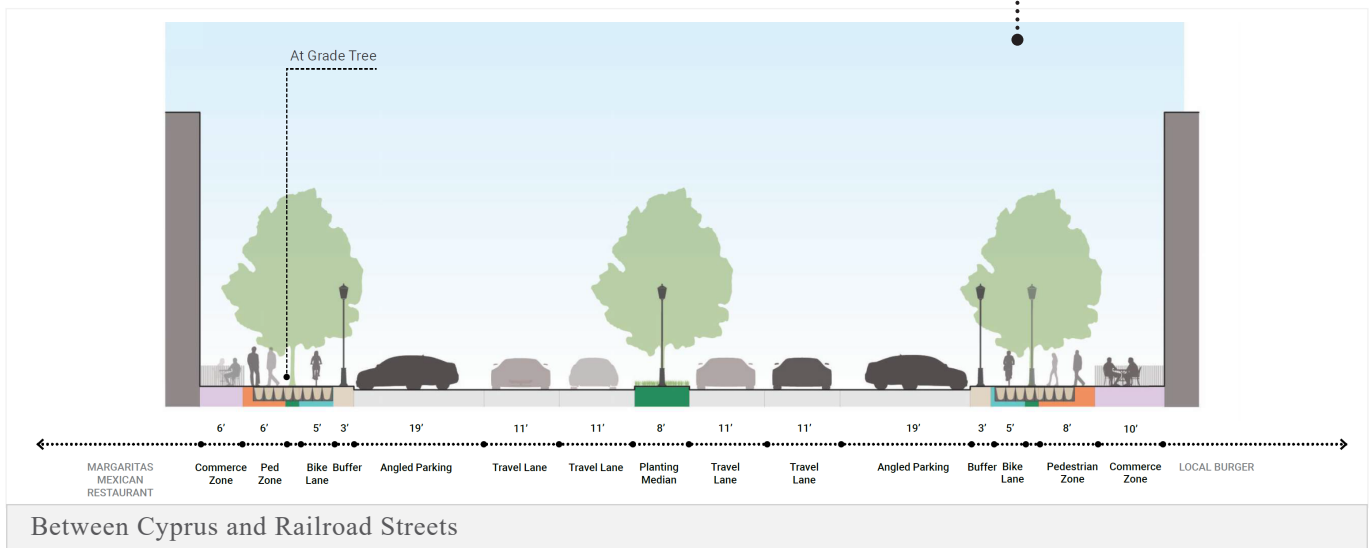 At Grade Tree
6’ 6’ 5’ 3’ 19’ 11’ 11’ 8’ 11’ 11’ 19’ 3’ 5’ 8’ 10’
MARGARITAS
MEXICAN
RESTAURANT
Commerce
Zone
Ped
Zone
Bike
Lane
Buffer
Angled Parking
Travel Lane
Travel Lane
Planting
Median
Travel
Lane
Travel
Lane
Angled Parking
Buffer
Bike
Lane
Pedestrian
Zone
Commerce
Zone
LOCAL BURGER
Between Cyprus and Railroad Streets